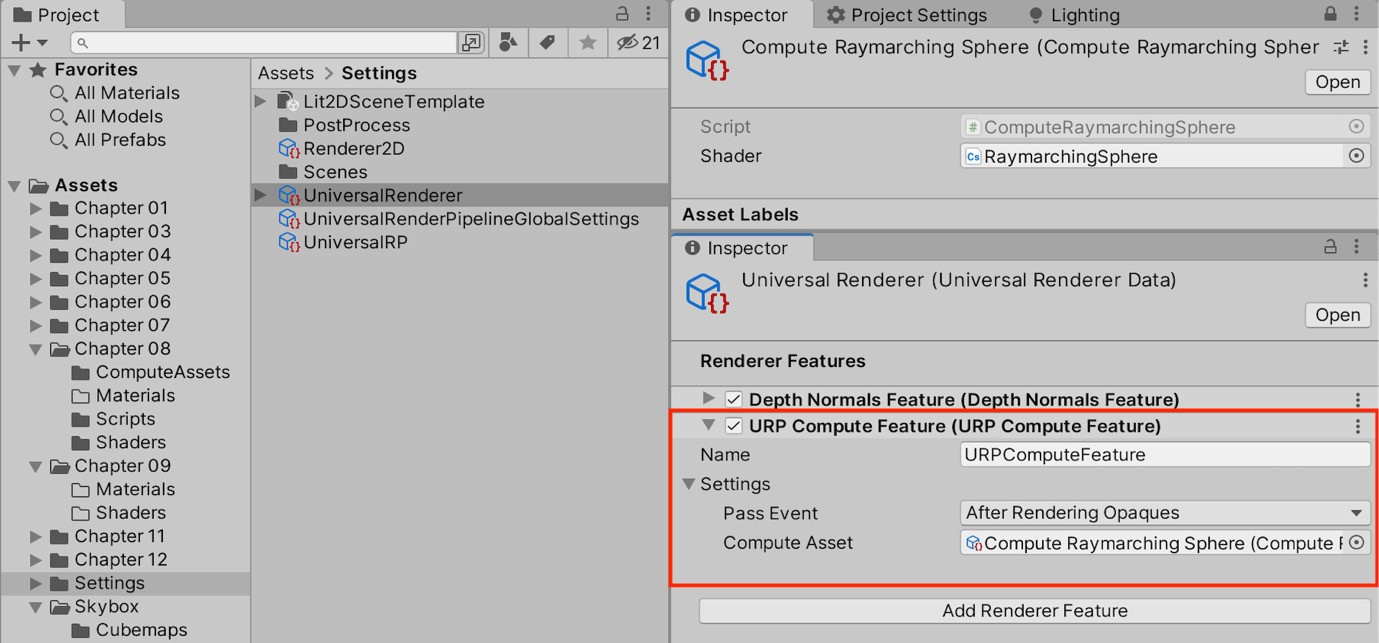 Project
21
Favorites
All Materials
All Models
All Prefabs
Assets
Chapter 01
Chapter 03
Chapter 04
Chapter 05
Chapter 06
Chapter 07
Chapter 08
ComputeAssets
Materials
Scripts
Shaders
Chapter 09
Materials
Shaders
Chapter 11
Chapter 12
Settings
Skybox
Cubemaps
Assets > Settings
Lit2DSceneTemplate
PostProcess
Renderer2D
Scenes
UniversalRenderer
UniversalRenderPipelineGlobalSettings
UniversalRP
Inspector Project Settings Lighting
Compute Raymarching Sphere (Compute Raymarching Spher
Open
Script # ComputeRaymarchingSphere
Shader Cs RaymarchingSphere
Asset Labels
Inspector
Universal Renderer (Universal Renderer Data)
Open
Renderer Features
Depth Normals Feature (Depth Normals Feature)
URP Compute Feature (URP Compute Feature)
Name URPComputeFeature
Settings
Pass Event After Rendering Opaques
Compute Asset Compute Raymarching Sphere (Compute
Add Renderer Feature